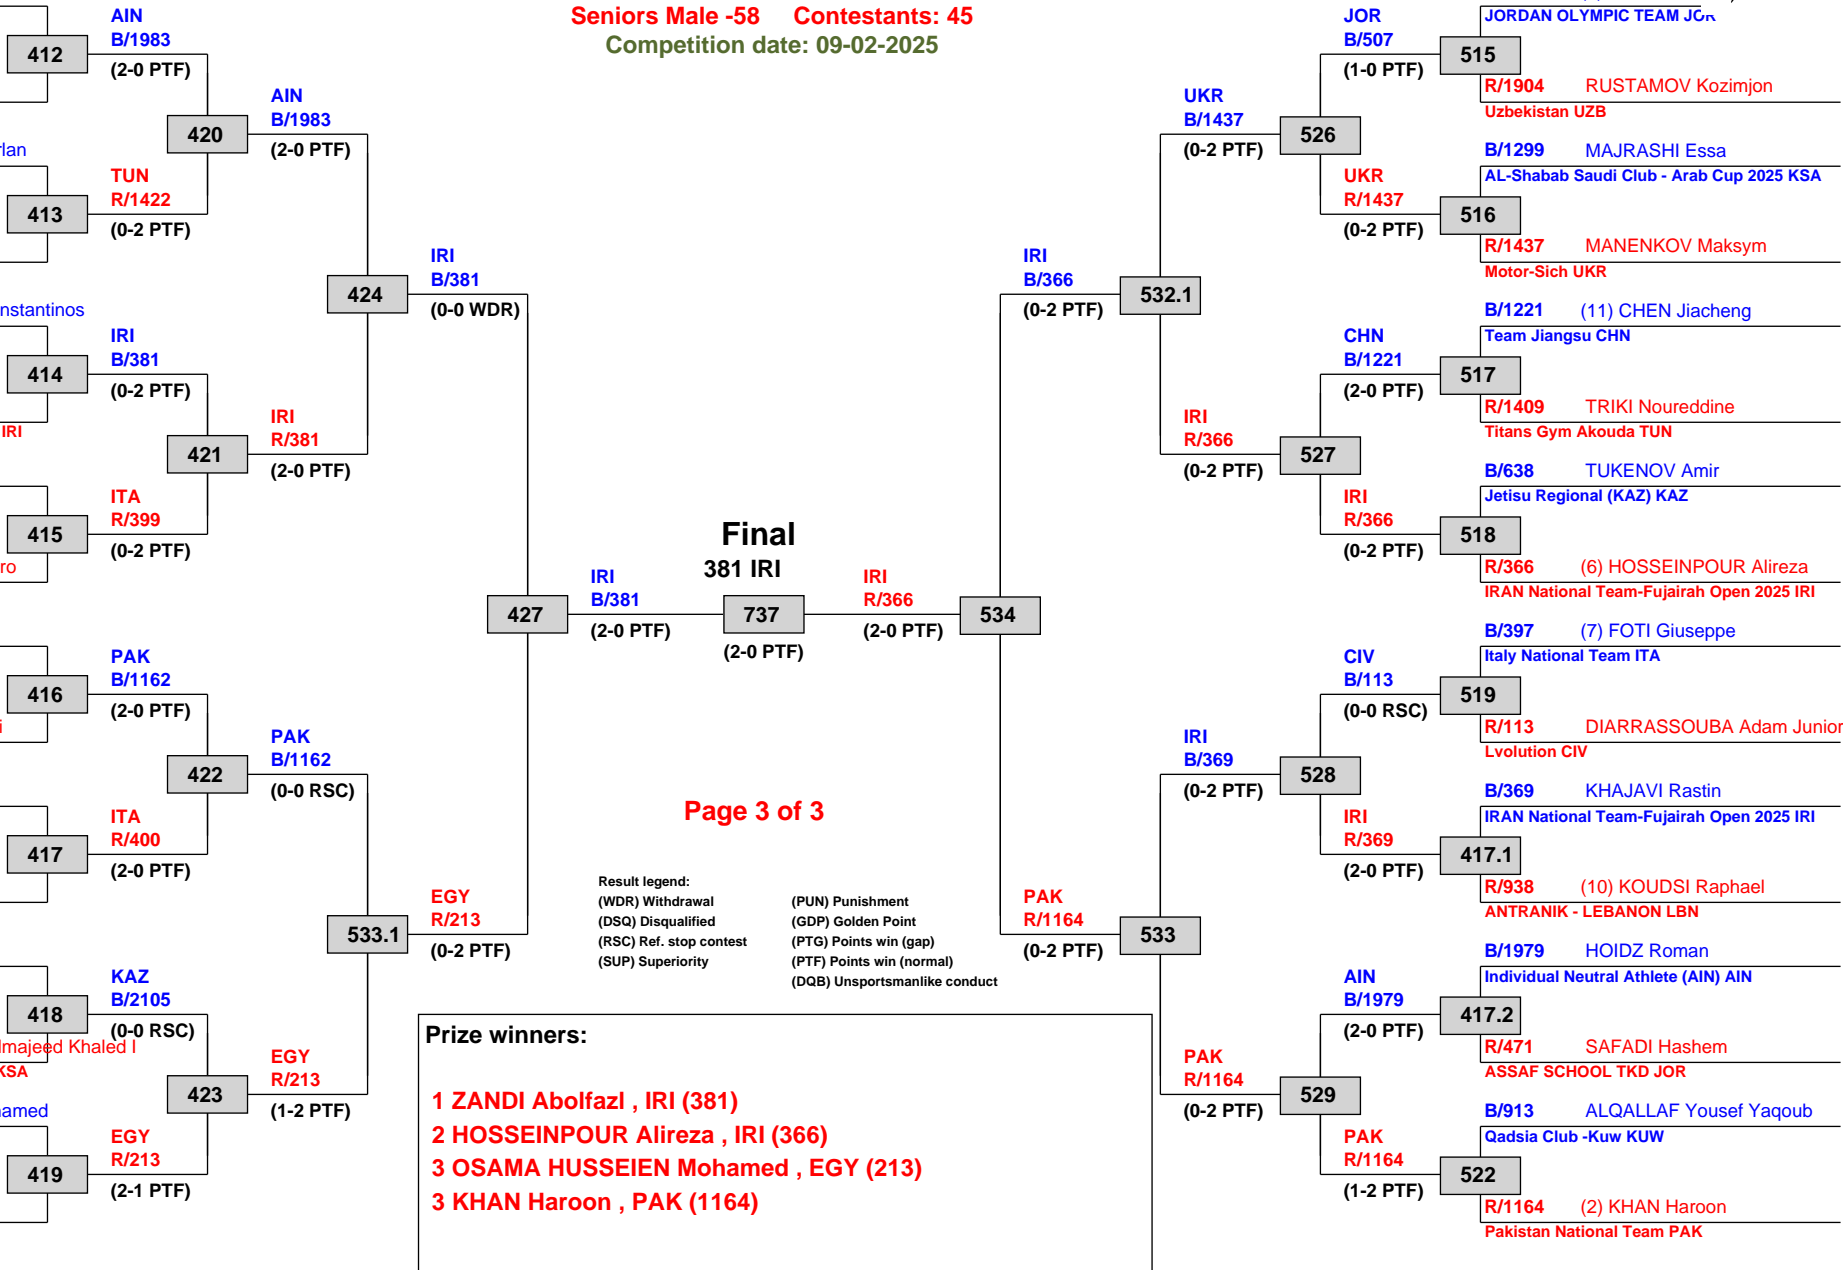 Seniors Male -58 Contestants: 45
Competition date: 09-02-2025
AIN
B/1983
412
(2-0 PTF)
AIN
B/1983
420
(2-0 PTF)
TUN
R/1422
413
(0-2 PTF)
IRI
B/381
424
(0-0 WDR)
nstantinos
IRI
B/381
414
(0-2 PTF)
IRI
IRI
R/381
421
(2-0 PTF)
ITA
R/399
415
(0-2 PTF)
ro
IRI
B/381
427
(2-0 PTF)
Final
381 IRI
737
(2-0 PTF)
IRI
R/366
534
(2-0 PTF)
PAK
B/1162
416
(2-0 PTF)
PAK
B/1162
422
(0-0 RSC)
ITA
R/400
417
(2-0 PTF)
EGY
R/213
533.1
(0-2 PTF)
KAZ
B/2105
418
(0-0 RSC)
lmajeed Khaled I
KSA
EGY
R/213
423
(1-2 PTF)
amed
EGY
R/213
419
(2-1 PTF)
Page 3 of 3
Result legend:
(WDR) Withdrawal
(DSQ) Disqualified
(RSC) Ref. stop contest
(SUP) Superiority
(PUN) Punishment
(GDP) Golden Point
(PTG) Points win (gap)
(PTF) Points win (normal)
(DQB) Unsportsmanlike conduct
Prize winners:
1 ZANDI Abolfazl , IRI (381)
2 HOSSEINPOUR Alireza , IRI (366)
3 OSAMA HUSSEIEN Mohamed , EGY (213)
3 KHAN Haroon , PAK (1164)
IRI
B/366
532.1
(0-2 PTF)
UKR
B/1437
526
(0-2 PTF)
JOR
B/507
515
(1-0 PTF)
JORDAN OLYMPIC TEAM JOR
R/1904 RUSTAMOV Kozimjon
Uzbekistan UZB
B/1299 MAJRASHI Essa
AL-Shabab Saudi Club - Arab Cup 2025 KSA
UKR
R/1437
516
(0-2 PTF)
R/1437 MANENKOV Maksym
Motor-Sich UKR
B/1221 (11) CHEN Jiacheng
Team Jiangsu CHN
CHN
B/1221
517
(2-0 PTF)
R/1409 TRIKI Noureddine
Titans Gym Akouda TUN
IRI
R/366
527
(0-2 PTF)
B/638 TUKENOV Amir
Jetisu Regional (KAZ) KAZ
IRI
R/366
518
(0-2 PTF)
R/366 (6) HOSSEINPOUR Alireza
IRAN National Team-Fujairah Open 2025 IRI
B/397 (7) FOTI Giuseppe
Italy National Team ITA
CIV
B/113
519
(0-0 RSC)
R/113 DIARRASSOUBA Adam Junior
Lvolution CIV
IRI
B/369
528
(0-2 PTF)
B/369 KHAJAVI Rastin
IRAN National Team-Fujairah Open 2025 IRI
IRI
R/369
417.1
(2-0 PTF)
R/938 (10) KOUDSI Raphael
ANTRANIK - LEBANON LBN
PAK
R/1164
533
(0-2 PTF)
B/1979 HOIDZ Roman
Individual Neutral Athlete (AIN) AIN
AIN
B/1979
417.2
(2-0 PTF)
R/471 SAFADI Hashem
ASSAF SCHOOL TKD JOR
PAK
R/1164
529
(0-2 PTF)
B/913 ALQALLAF Yousef Yaqoub
Qadsia Club -Kuw KUW
PAK
R/1164
522
(1-2 PTF)
R/1164 (2) KHAN Haroon
Pakistan National Team PAK